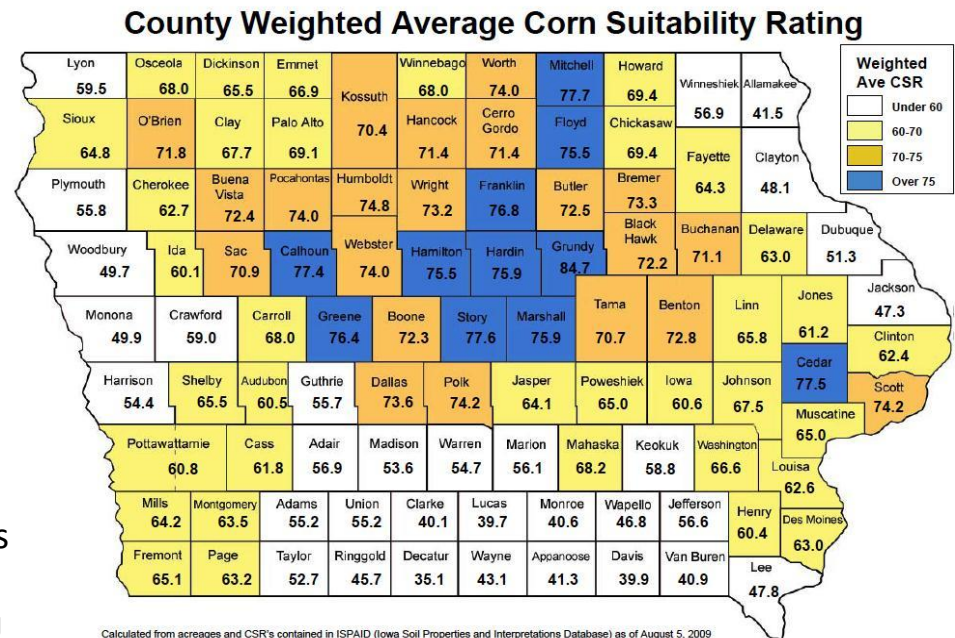 County Weighted Average Corn Suitability Rating
Weighted
Ave CSR
Under 60
60-70
70-75
Over 75
Lyon
59.5
Osceola
68.0
Dickinson
65.5
Emmet
66.9
Kossuth
70.4
Winnebago
68.0
Worth
74.0
Mitchell
77.7
Howard
69.4
Winneshiek
56.9
Allamakee
41.5
Sioux
64.8
O'Brien
71.8
Clay
67.7
Palo Alto
69.1
Hancock
71.4
Cerro
Gordo
71.4
Floyd
75.5
Chickasaw
69.4
Fayette
64.3
Clayton
48.1
Plymouth
55.8
Cherokee
62.7
Buena
Vista
72.4
Pocahontas
74.0
Humboldt
74.8
Wright
73.2
Franklin
76.8
Butler
72.5
Bremer
73.3
Woodbury
49.7
Ida
60.1
Sac
70.9
Calhoun
77.4
Webster
74.0
Hamilton
75.5
Hardin
75.9
Grundy
84.7
Black
Hawk
72.2
Buchanan
71.1
Delaware
63.0
Dubuque
51.3
Monona
49.9
Crawford
59.0
Carroll
68.0
Greene
76.4
Boone
72.3
Story
77.6
Marshall
75.9
Tama
70.7
Benton
72.8
Linn
65.8
Jones
61.2
Jackson
47.3
Clinton
62.4
Cedar
77.5
Scott
74.2
Harrison
54.4
Shelby
65.5
Audubon
60.5
Guthrie
55.7
Dallas
73.6
Polk
74.2
Jasper
64.1
Poweshiek
65.0
Iowa
60.6
Johnson
67.5
Muscatine
65.0
Pottawattamie
60.8
Cass
61.8
Adair
56.9
Madison
53.6
Warren
54.7
Marion
56.1
Mahaska
68.2
Keokuk
58.8
Washington
66.6
Louisa
62.6
Mills
64.2
Montgomery
63.5
Adams
55.2
Union
55.2
Clarke
40.1
Lucas
39.7
Monroe
40.6
Wapello
46.8
Jefferson
56.6
Henry
60.4
Des Moines
63.0
s
Fremont
65.1
Page
63.2
Taylor
52.7
Ringgold
45.7
Decatur
35.1
Wayne
43.1
Appanoose
41.3
Davis
39.9
Van Buren
40.9
Lee
47.8
Calculated from acreages and CSR's contained in ISPAID (Iowa Soil Properties and Interpretations Database) as of August 5, 2009